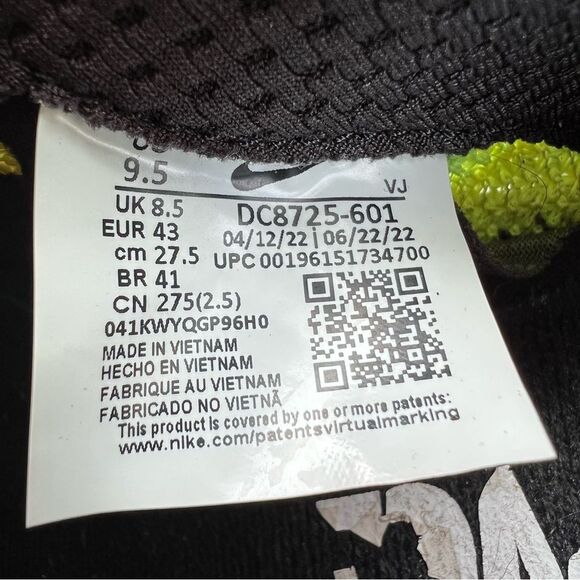 US
9.5
VJ
UK 8.5
DC8725-601
EUR 43
04/12/22 | 06/22/22
cm 27.5
UPC 00196151734700
BR 41
CN 275(2.5)
041KWYQGP96H0
MADE IN VIETNAM
HECHO EN VIETNAM
FABRIQUE AU VIETNAM
FABRICADO NO VIETNÃ
This product is covered by one or more patents:
www.nike.com/patentsvirtualmarking